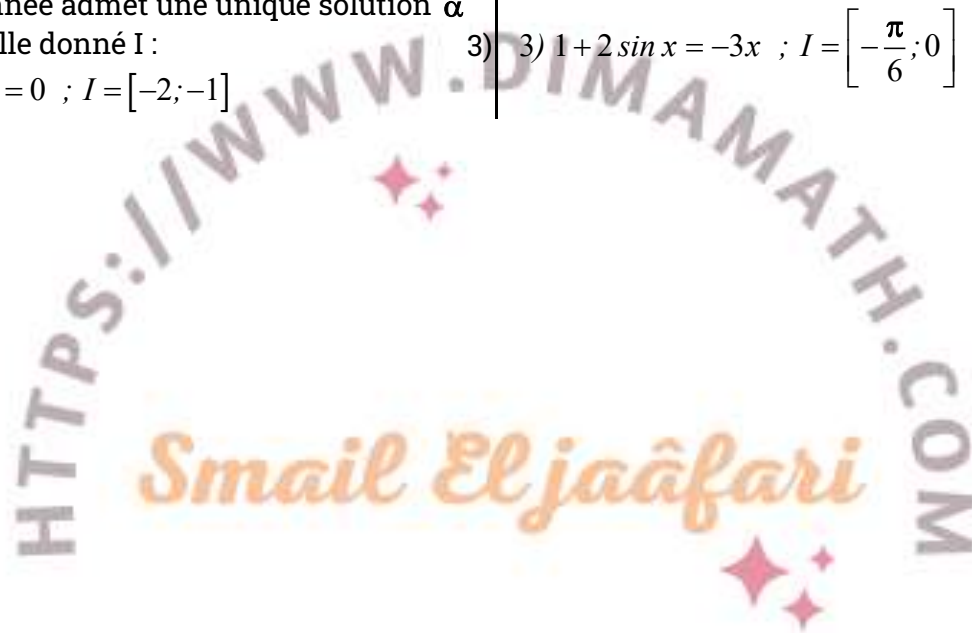 née admet une unique solution α
lle donné I :
= 0 ; I = [−2;−1]
3) 3) 1 + 2 sin x = −3x ; I = [−π/6 ; 0]
HTTPS://WWW.DIMAMATH.COM
Smail El jaâfari